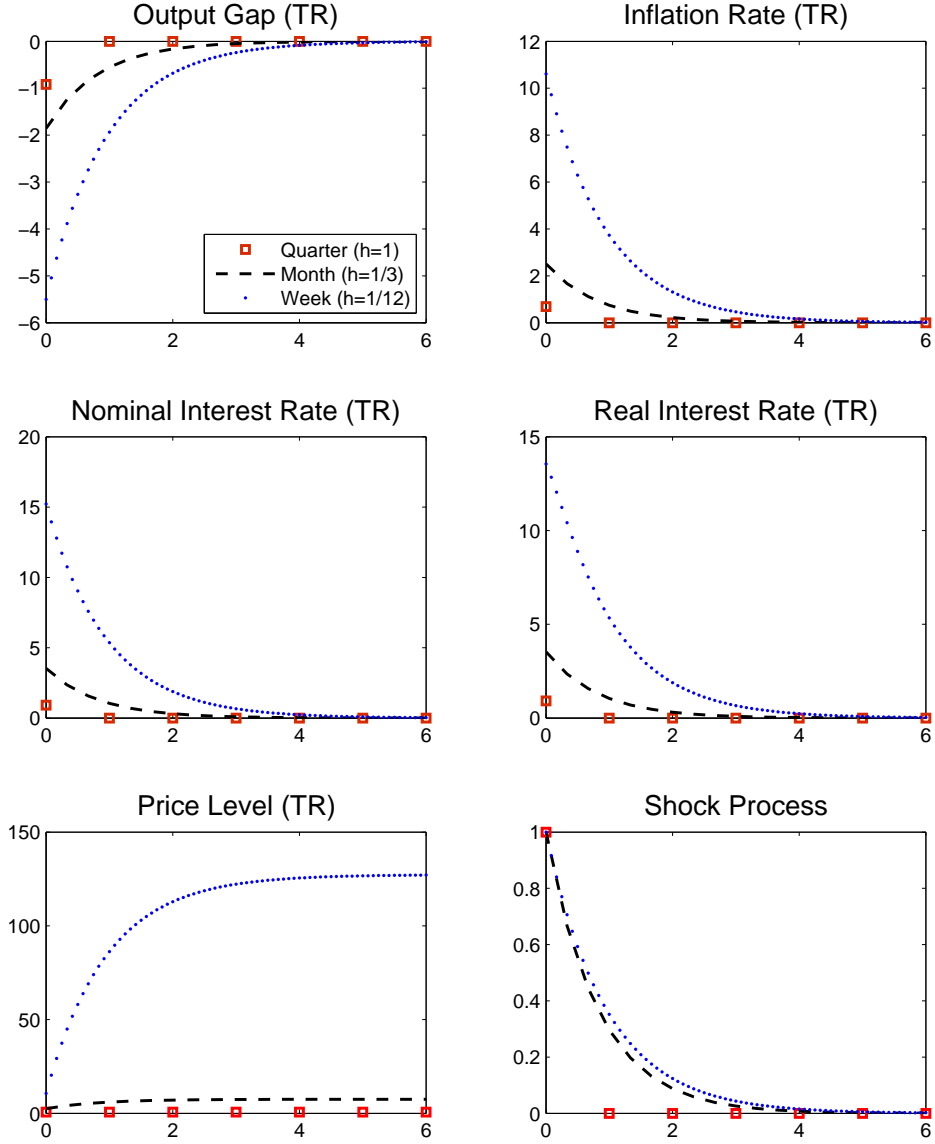 Output Gap (TR)
0
−1
−2
−3
−4
−5
−6
0 2 4 6
Quarter (h=1)
Month (h=1/3)
Week (h=1/12)
Inflation Rate (TR)
12
10
8
6
4
2
0
0 2 4 6
Nominal Interest Rate (TR)
20
15
10
5
0
0 2 4 6
Real Interest Rate (TR)
15
10
5
0
0 2 4 6
Price Level (TR)
150
100
50
0
0 2 4 6
Shock Process
1
0.8
0.6
0.4
0.2
0
0 2 4 6